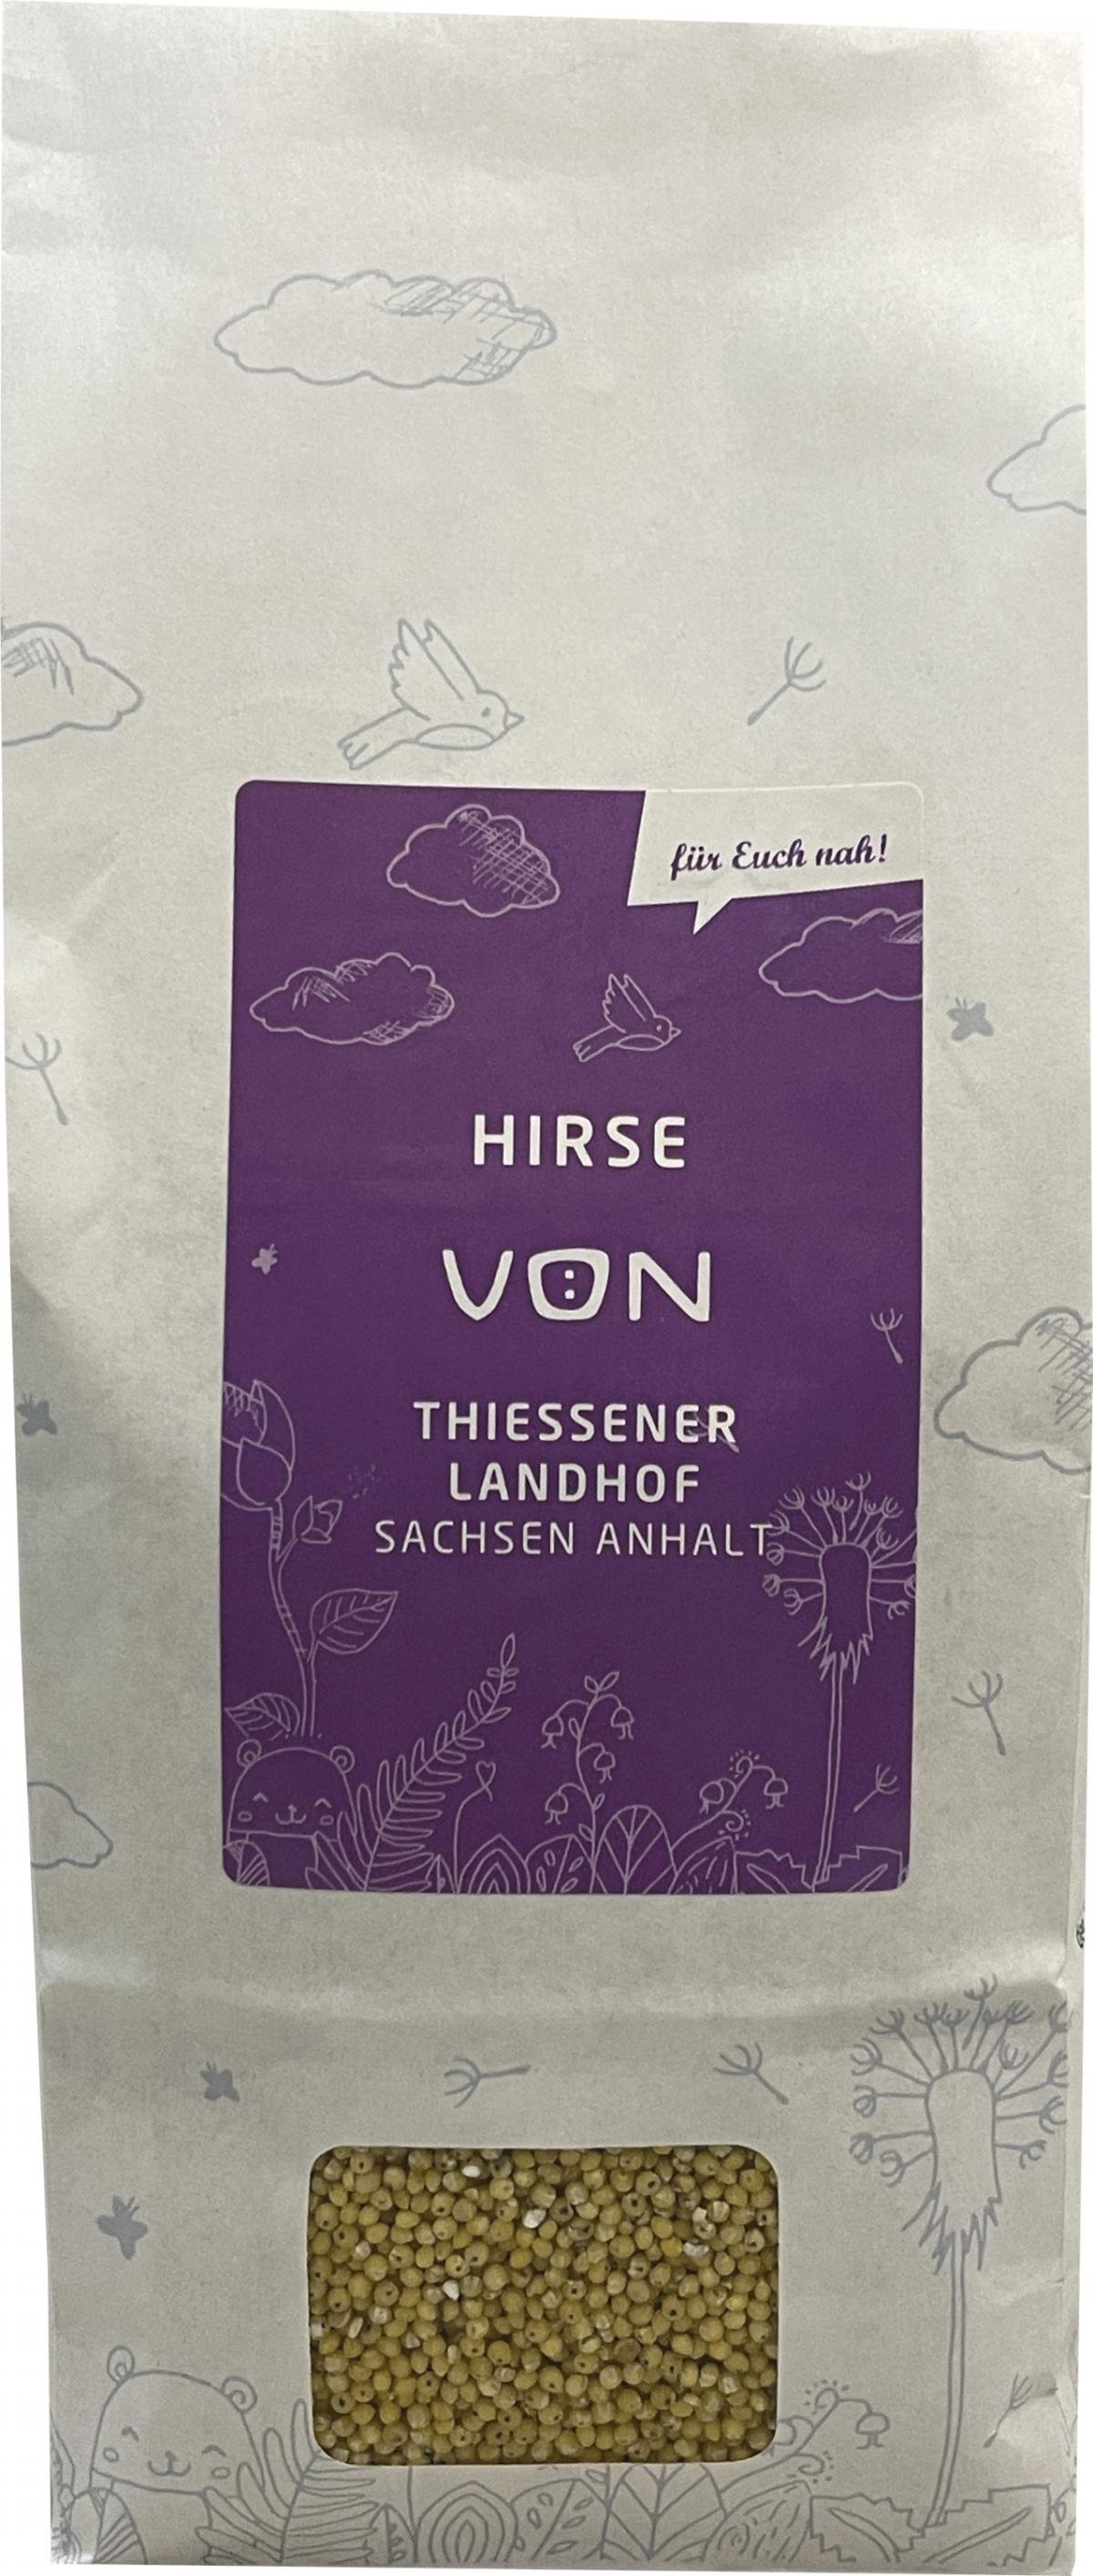 für Euch nah!
HIRSE
VON
THIESSENER
LANDHOF
SACHSEN ANHALT